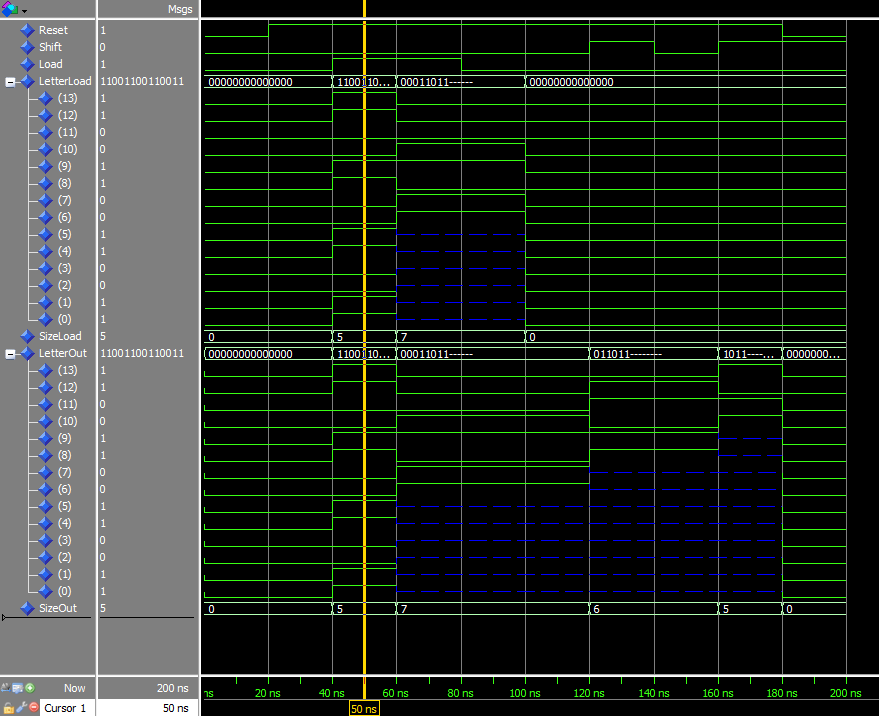 Msgs
Reset 1
Shift 0
Load 1
LetterLoad 11001100110011 00000000000000 1100110... 00011011------ 00000000000000
(13) 1
(12) 1
(11) 0
(10) 0
(9) 1
(8) 1
(7) 0
(6) 0
(5) 1
(4) 1
(3) 0
(2) 0
(1) 1
(0) 1
SizeLoad 5 0 5 7 0
LetterOut 11001100110011 00000000000000 1100110... 00011011------ 011011-------- 1011----... 0000000...
(13) 1
(12) 1
(11) 0
(10) 0
(9) 1
(8) 1
(7) 0
(6) 0
(5) 1
(4) 1
(3) 0
(2) 0
(1) 1
(0) 1
SizeOut 5 0 5 7 6 5 0
Now 200 ns ns 20 ns 40 ns 60 ns 80 ns 100 ns 120 ns 140 ns 160 ns 180 ns 200 ns
Cursor 1 50 ns 50 ns